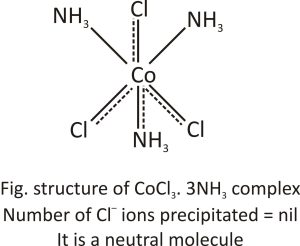 Cl
NH₃ NH₃
Co
Cl Cl
NH₃
Fig. structure of CoCl₃. 3NH₃ complex
Number of Cl⁻ ions precipitated = nil
It is a neutral molecule